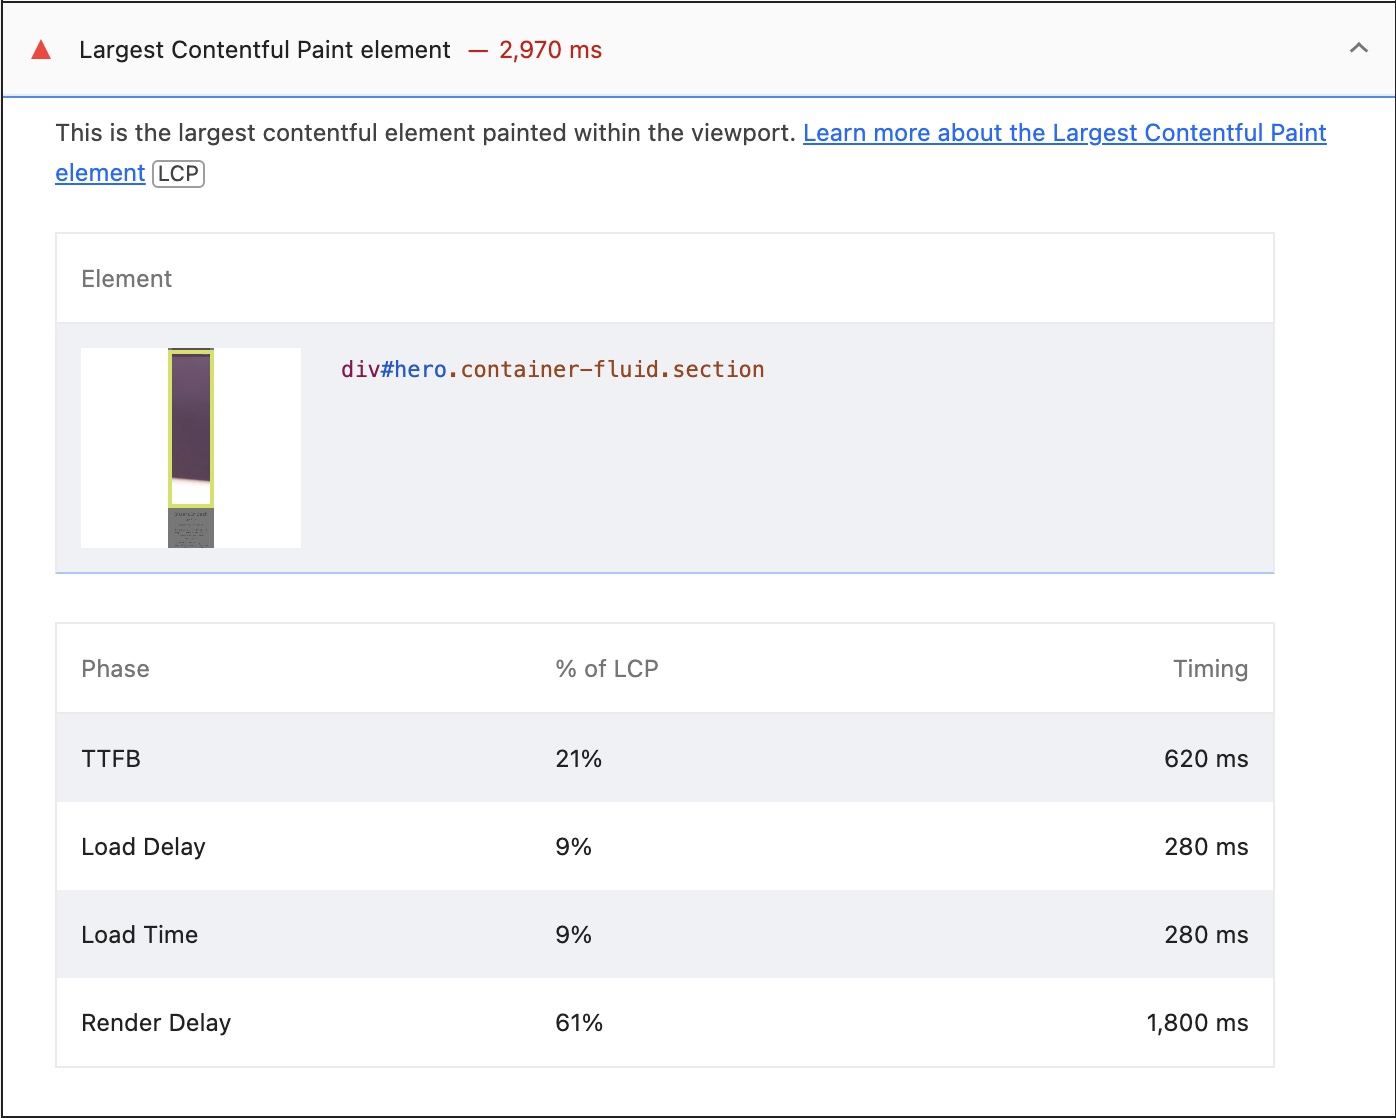 Largest Contentful Paint element — 2,970 ms
This is the largest contentful element painted within the viewport. Learn more about the Largest Contentful Paint
element LCP
Element
div#hero.container-fluid.section
Phase % of LCP Timing
TTFB 21% 620 ms
Load Delay 9% 280 ms
Load Time 9% 280 ms
Render Delay 61% 1,800 ms